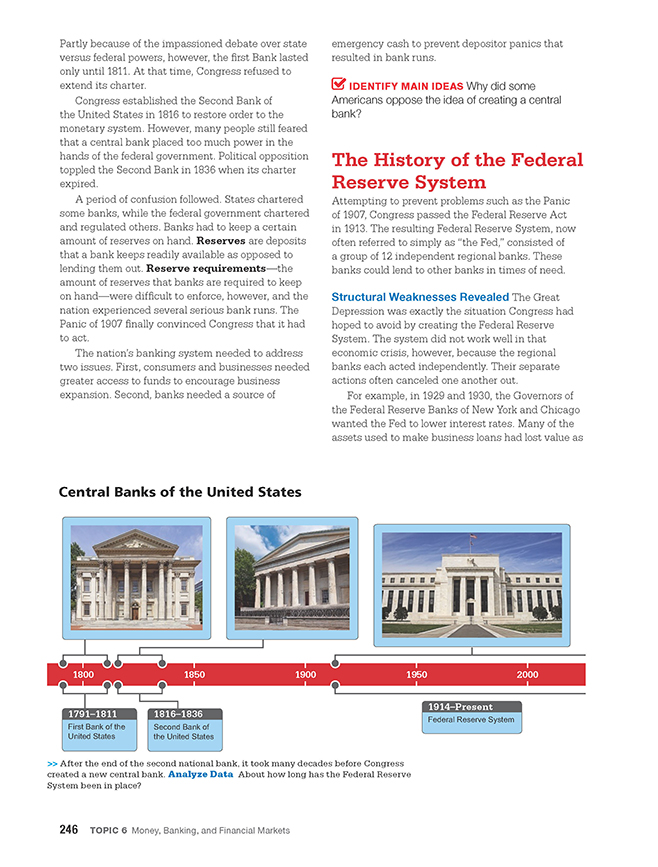 Partly because of the impassioned debate over state
versus federal powers, however, the first Bank lasted
only until 1811. At that time, Congress refused to
extend its charter.
Congress established the Second Bank of
the United States in 1816 to restore order to the
monetary system. However, many people still feared
that a central bank placed too much power in the
hands of the federal government. Political opposition
toppled the Second Bank in 1836 when its charter
expired.
A period of confusion followed. States chartered
some banks, while the federal government chartered
and regulated others. Banks had to keep a certain
amount of reserves on hand. Reserves are deposits
that a bank keeps readily available as opposed to
lending them out. Reserve requirements—the
amount of reserves that banks are required to keep
on hand—were difficult to enforce, however, and the
nation experienced several serious bank runs. The
Panic of 1907 finally convinced Congress that it had
to act.
The nation's banking system needed to address
two issues. First, consumers and businesses needed
greater access to funds to encourage business
expansion. Second, banks needed a source of
emergency cash to prevent depositor panics that
resulted in bank runs.
IDENTIFY MAIN IDEAS Why did some
Americans oppose the idea of creating a central
bank?
The History of the Federal
Reserve System
Attempting to prevent problems such as the Panic
of 1907, Congress passed the Federal Reserve Act
in 1913. The resulting Federal Reserve System, now
often referred to simply as "the Fed," consisted of
a group of 12 independent regional banks. These
banks could lend to other banks in times of need.
Structural Weaknesses Revealed The Great
Depression was exactly the situation Congress had
hoped to avoid by creating the Federal Reserve
System. The system did not work well in that
economic crisis, however, because the regional
banks each acted independently. Their separate
actions often canceled one another out.
For example, in 1929 and 1930, the Governors of
the Federal Reserve Banks of New York and Chicago
wanted the Fed to lower interest rates. Many of the
assets used to make business loans had lost value as
Central Banks of the United States
1800 1850 1900 1950 2000
1791–1811
First Bank of the
United States
1816–1836
Second Bank of
the United States
1914–Present
Federal Reserve System
>> After the end of the second national bank, it took many decades before Congress
created a new central bank. Analyze Data About how long has the Federal Reserve
System been in place?
246 TOPIC 6 Money, Banking, and Financial Markets